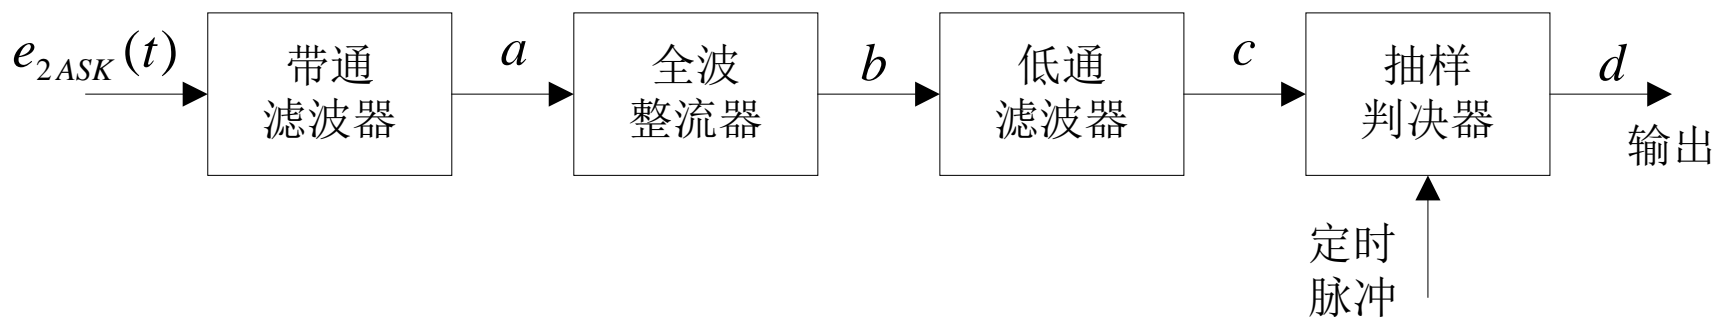 e2ASK(t)
带通
滤波器
a
全波
整流器
b
低通
滤波器
c
抽样
判决器
d
输出
定时
脉冲